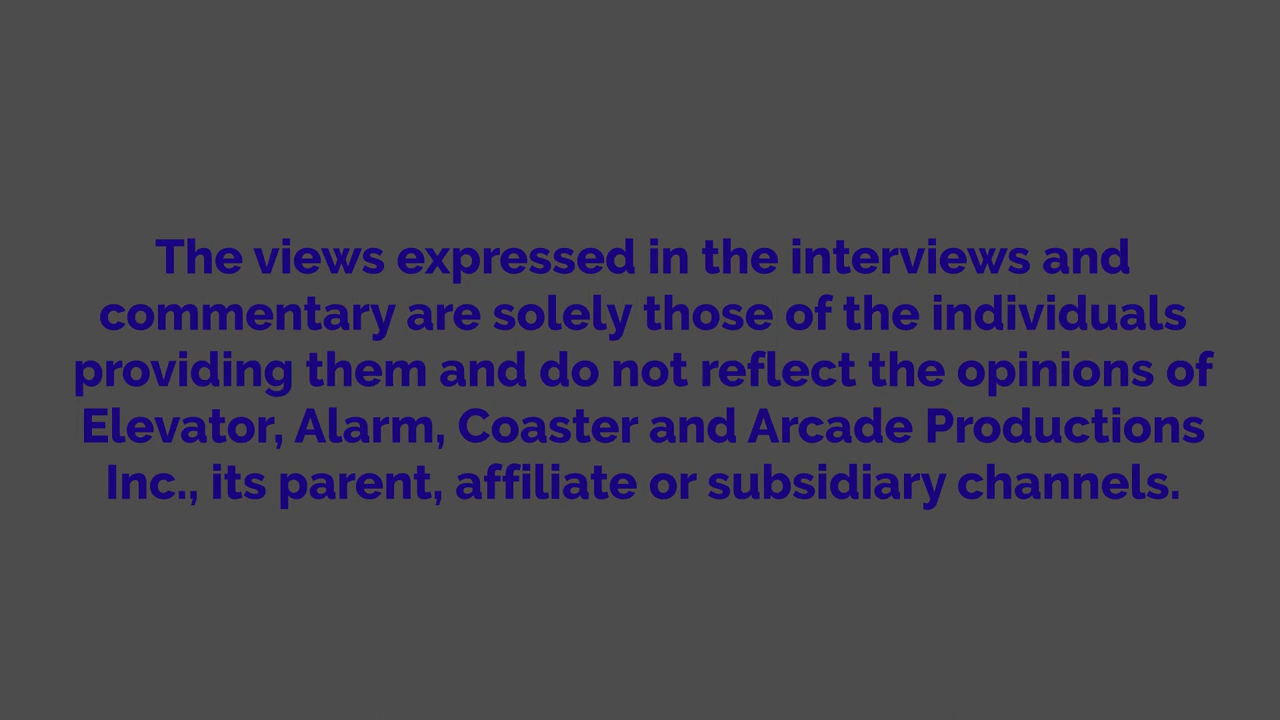 The views expressed in the interviews and
commentary are solely those of the individuals
providing them and do not reflect the opinions of
Elevator, Alarm, Coaster and Arcade Productions
Inc., its parent, affiliate or subsidiary channels.